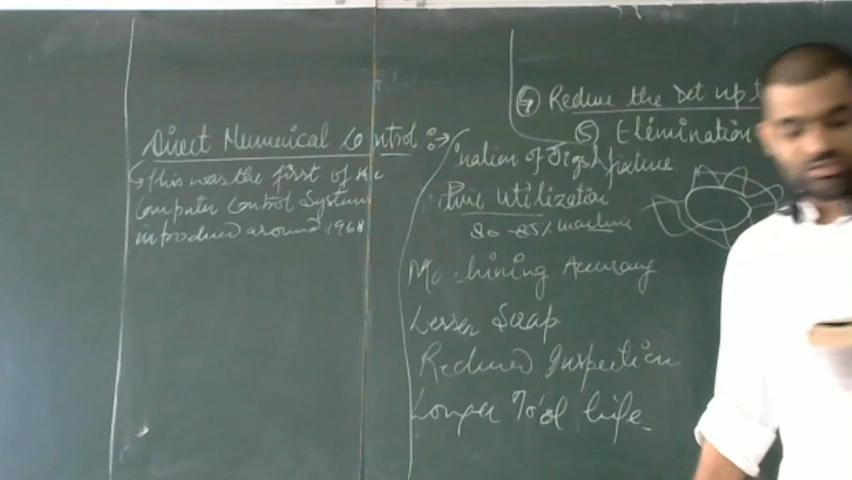 Direct Numerical Control :→
↳ This was the first of the
Computer Control System
introduced around 1968
④ Reduce the Set up
⑤ Elimination
of Jigs & fixture
Time Utilization
80-85% machine
Machining Accuracy
Lesser Scrap
Reduced Inspection
Longer Tool life